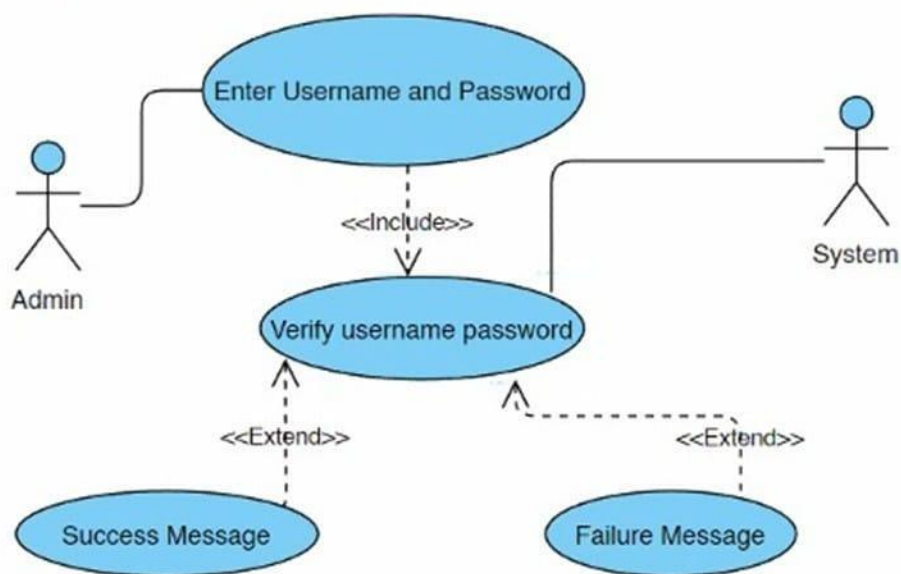 Enter Username and Password
<<Include>>
System
Admin
Verify username password
<<Extend>>
<<Extend>>
Success Message
Failure Message